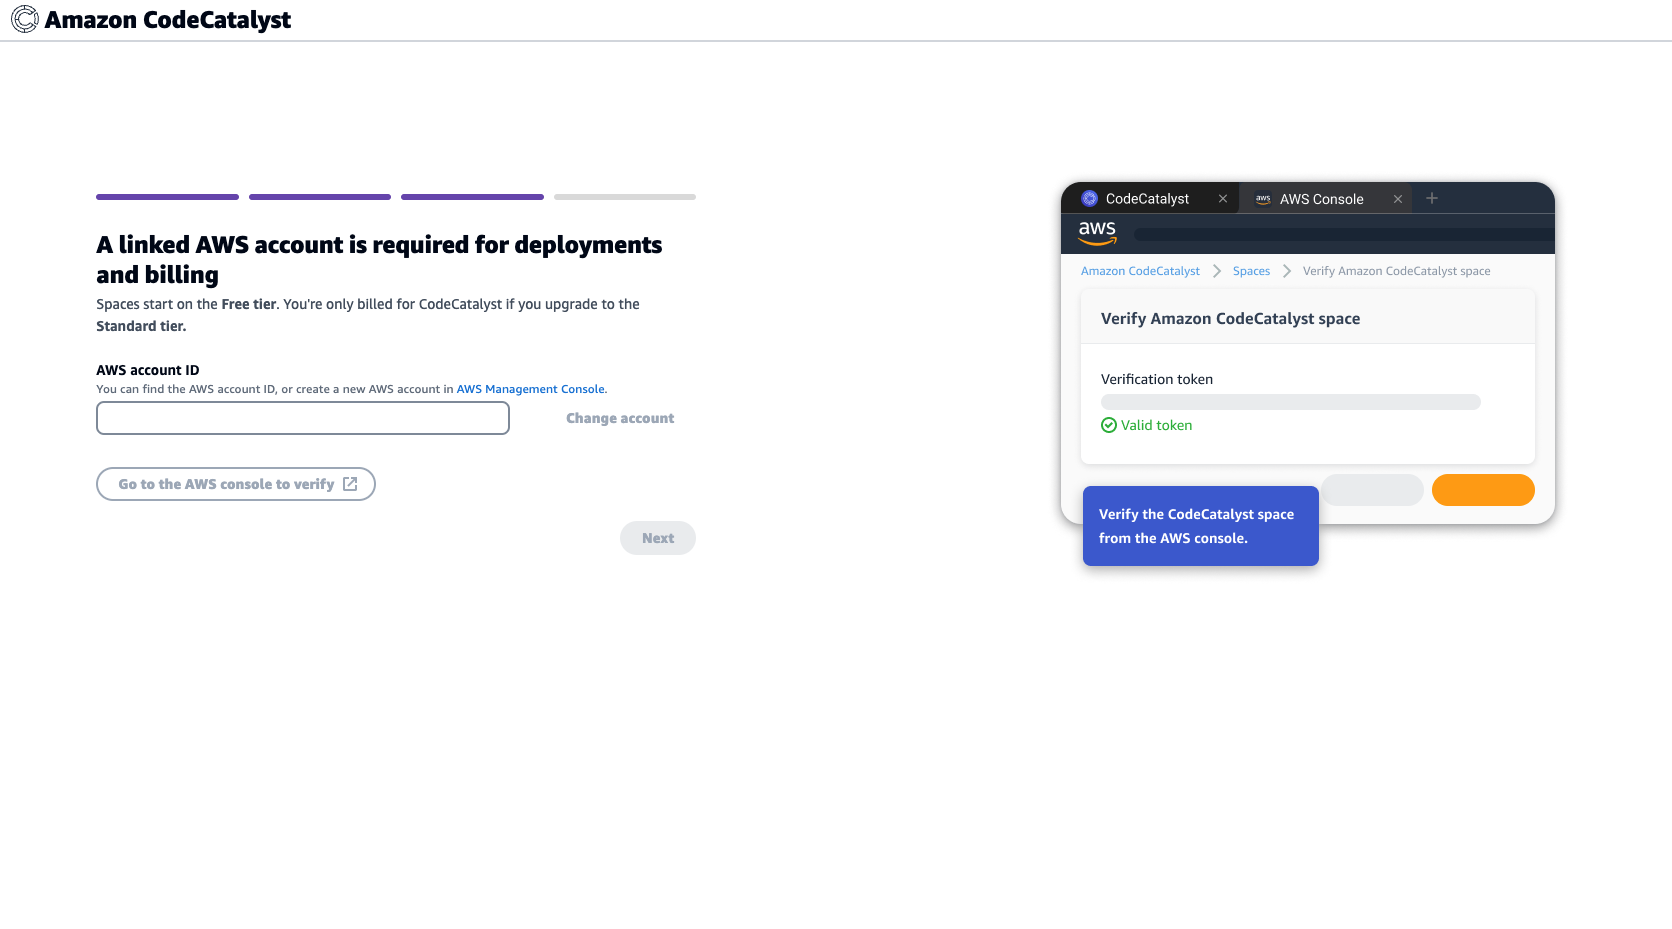 Amazon CodeCatalyst
A linked AWS account is required for deployments
and billing
Spaces start on the Free tier. You're only billed for CodeCatalyst if you upgrade to the
Standard tier.
AWS account ID
You can find the AWS account ID, or create a new AWS account in AWS Management Console.
Change account
Go to the AWS console to verify
Next
CodeCatalyst
aws AWS Console
aws
Amazon CodeCatalyst Spaces Verify Amazon CodeCatalyst space
Verify Amazon CodeCatalyst space
Verification token
Valid token
Verify the CodeCatalyst space
from the AWS console.